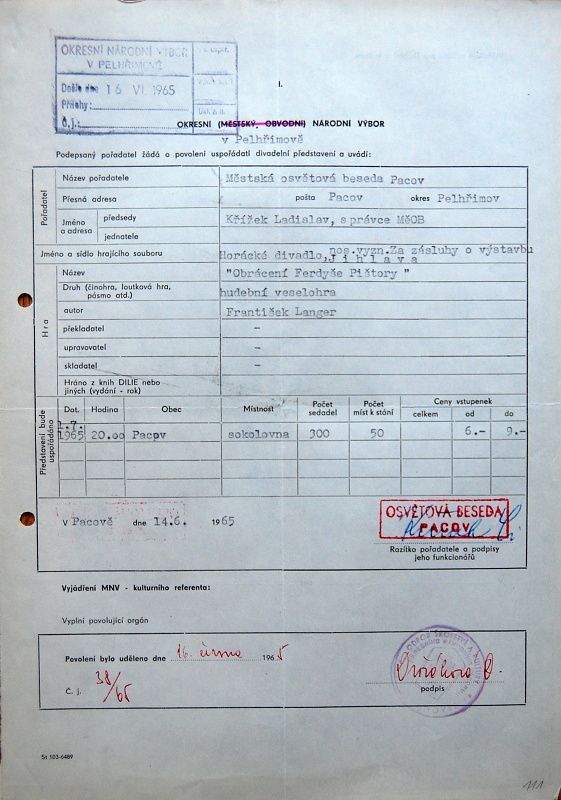 OKRESNÍ NÁRODNÍ VÝBOR
V PELHŘIMOVĚ
Došlo dne 16 VI. 1965
Přílohy:
Č. j.:
I.
OKRESNÍ (MĚSTSKÝ, OBVODNÍ) NÁRODNÍ VÝBOR
v Pelhřimově
Podepsaný pořadatel žádá o povolení uspořádati divadelní představení a uvádí:
Pořadatel
Název pořadatele Městská osvětová beseda Pacov
Přesná adresa pošta Pacov okres Pelhřimov
Jméno a adresa předsedy Křížek Ladislav, správce MěOB
jednatele
Jméno a sídlo hrajícího souboru Horácké divadlo, nos.vyzn.Za zásluhy o výstavbu
Jihlava
Hra
Název "Obrácení Ferdyše Pištory "
Druh (činohra, loutková hra, pásmo atd.) hudební veselohra
autor František Langer
překladatel –
upravovatel –
skladatel –
Hráno z knih DILIE nebo
jiných (vydání - rok)
Představení bude uspořádáno
Dat. Hodina Obec Místnost Počet sedadel Počet míst k stání Ceny vstupenek
celkem od do
1.7.
1965 20.00 Pacov sokolovna 300 50 6.- 9.-
V Pacově dne 14.6. 1965
OSVĚTOVÁ BESEDA
PACOV
Razítko pořadatele a podpisy
jeho funkcionářů
Vyjádření MNV - kulturního referenta:
Vyplní povolující orgán
Povolení bylo uděleno dne 16. června 1965
Č. j. 38/65
podpis
St 103-6489
111